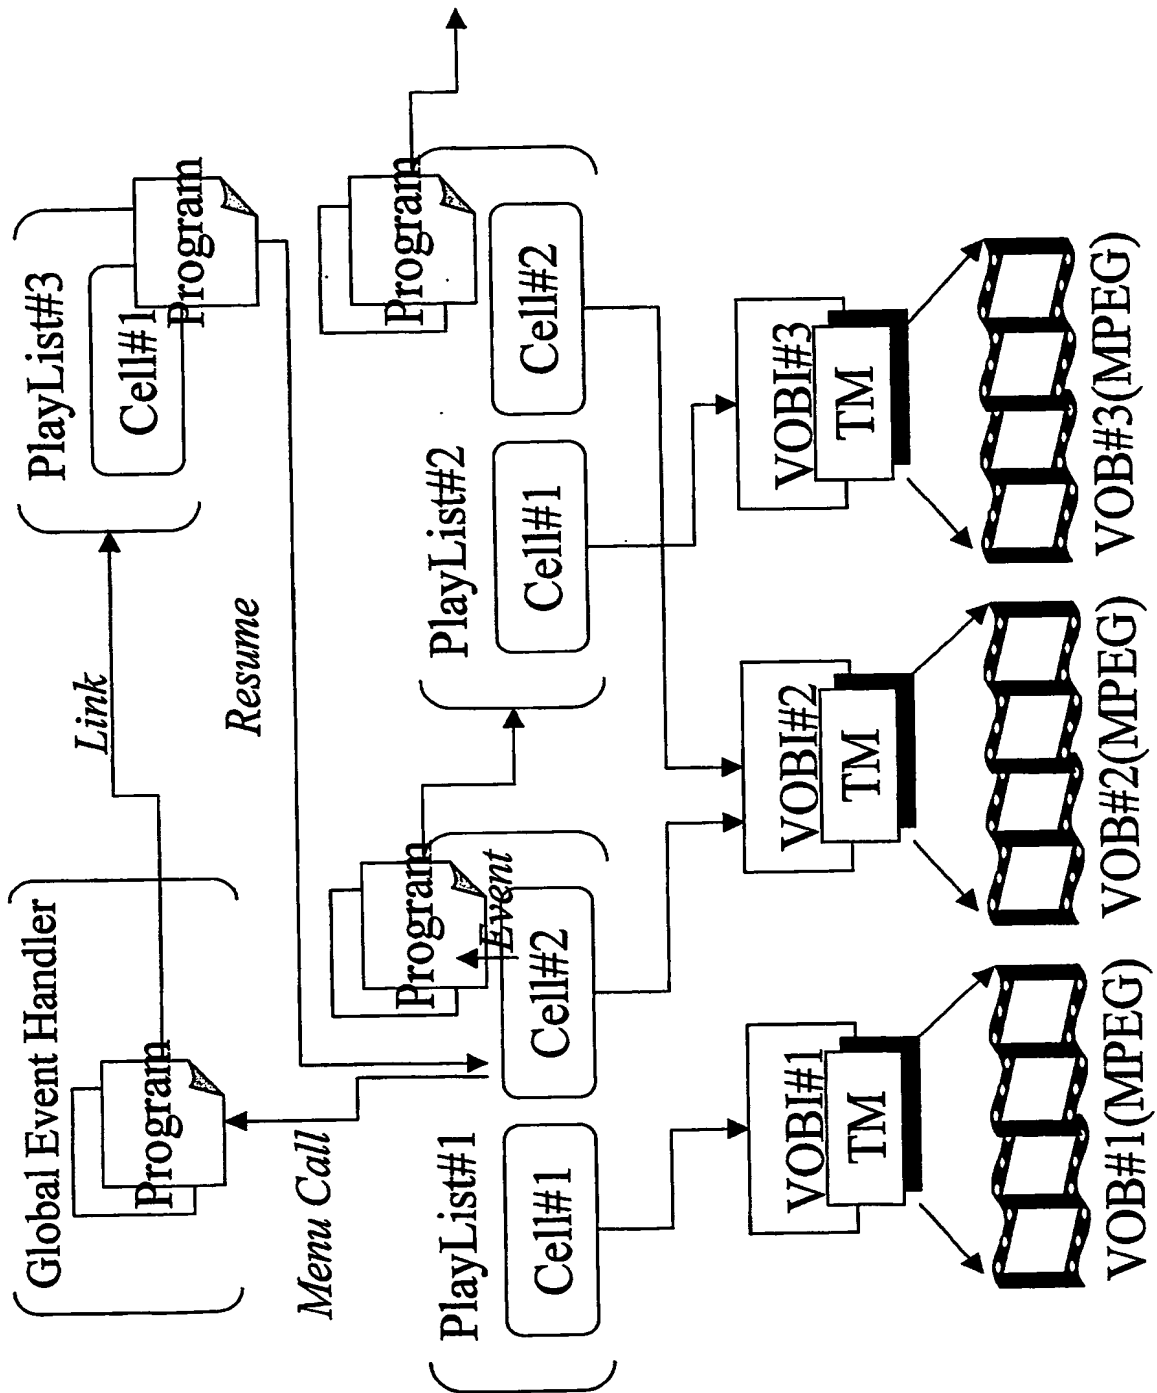 Global Event Handler
Program
Link
PlayList#3
Cell#1
Program
Menu Call
Resume
PlayList#1
Cell#1
Cell#2
Program
Event
PlayList#2
Cell#1
Cell#2
Program
VOBI#1
TM
VOBI#2
TM
VOBI#3
TM
VOB#1(MPEG)
VOB#2(MPEG)
VOB#3(MPEG)